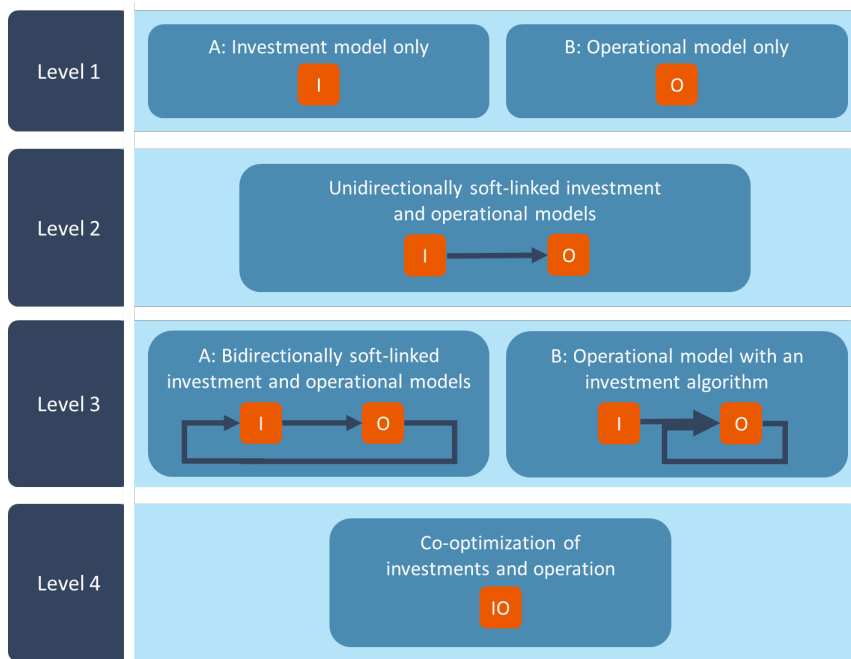 Level 1
A: Investment model only
I
B: Operational model only
O
Level 2
Unidirectionally soft-linked investment
and operational models
I
O
Level 3
A: Bidirectionally soft-linked
investment and operational models
I
O
B: Operational model with an
investment algorithm
I
O
Level 4
Co-optimization of
investments and operation
IO